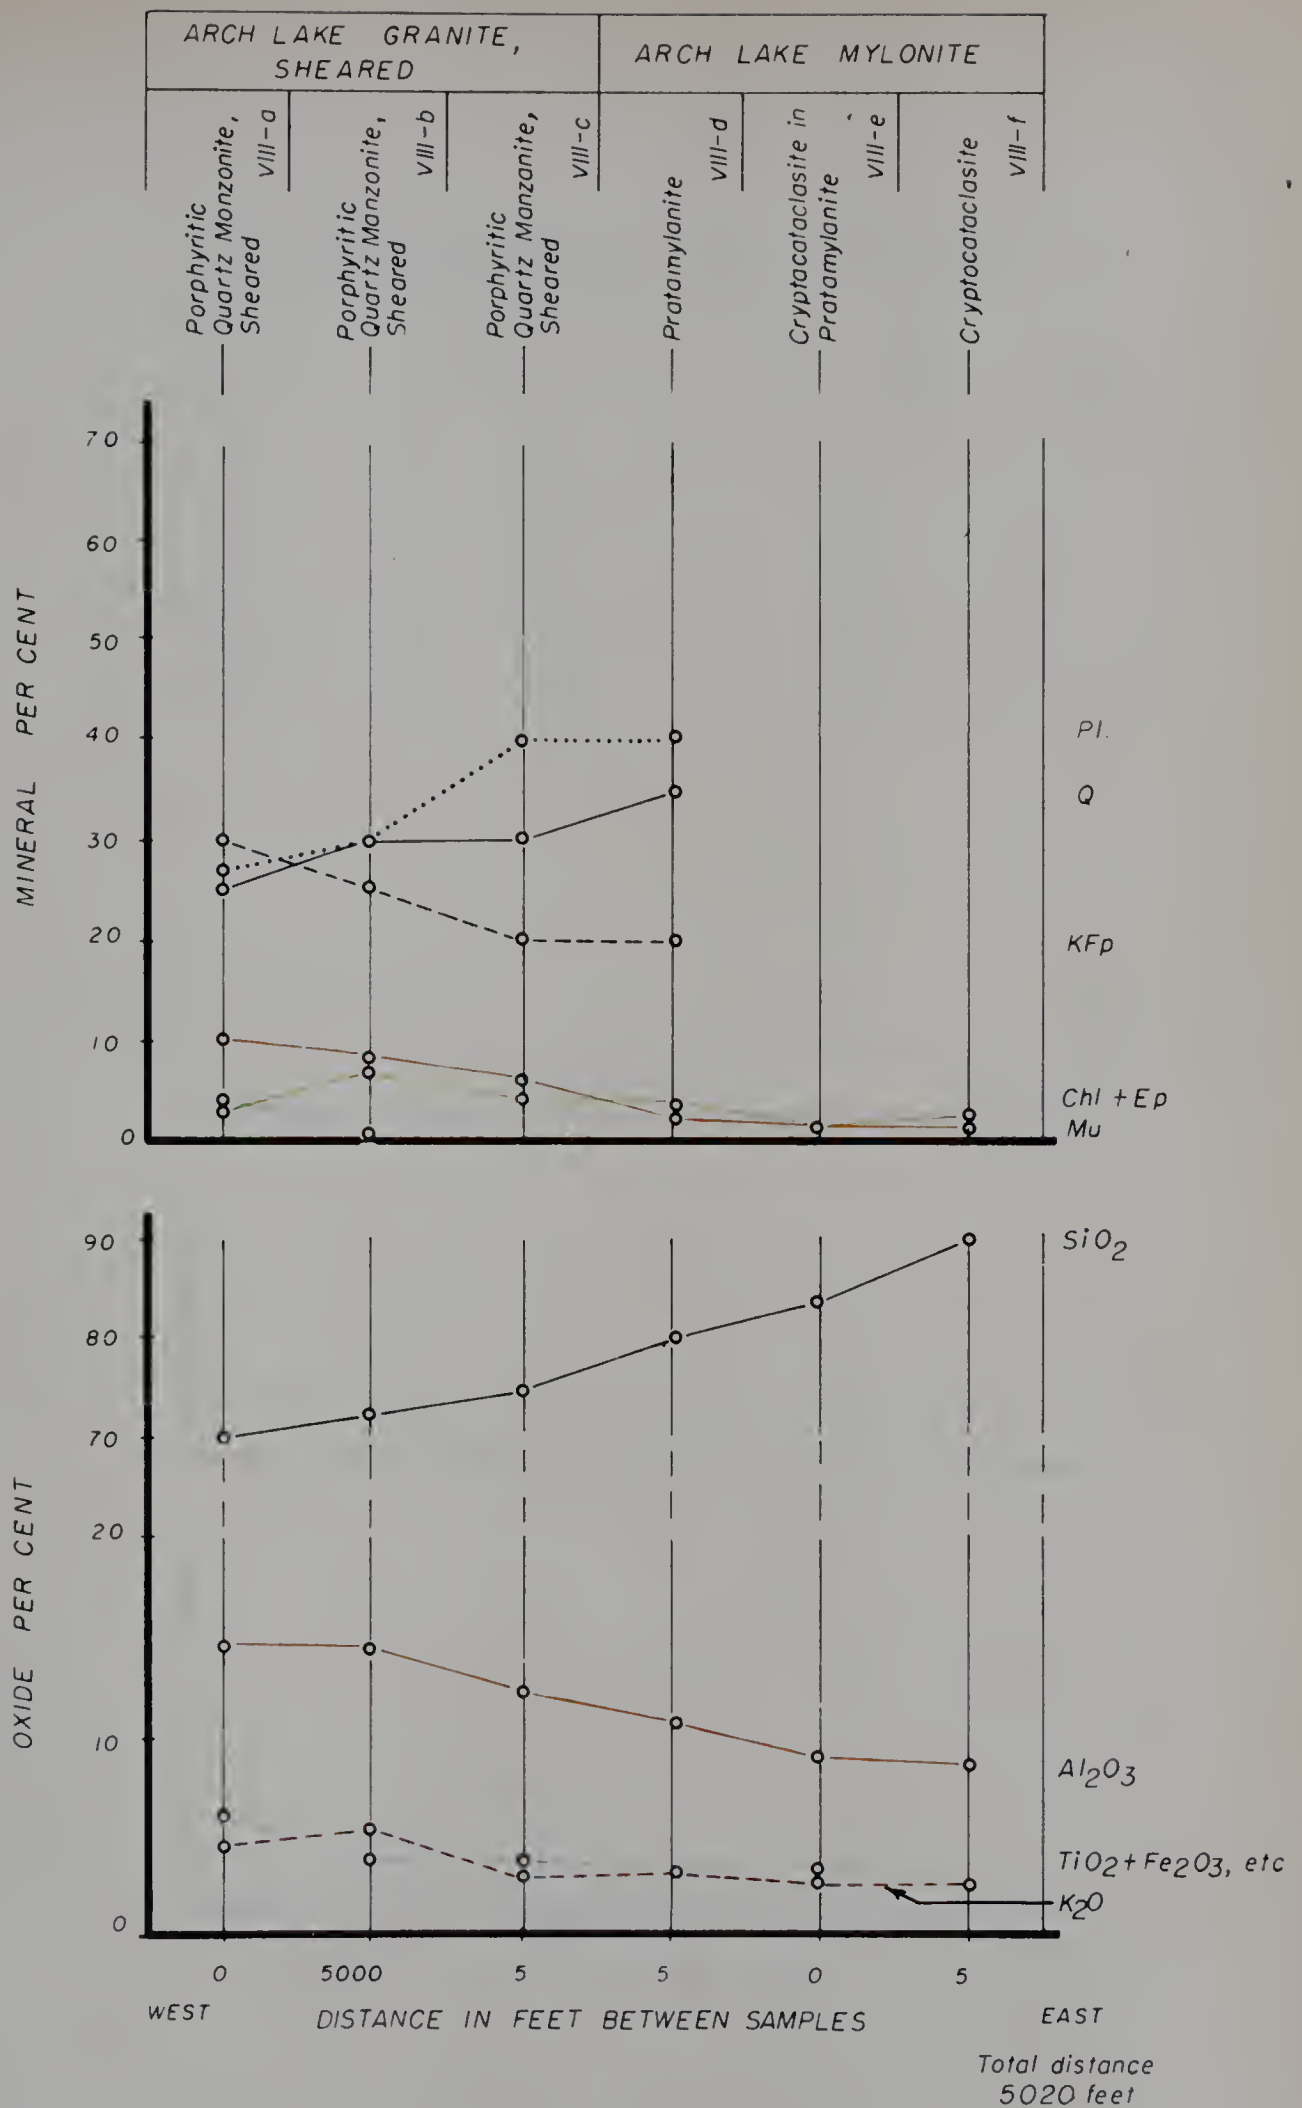 ARCH LAKE GRANITE,
SHEARED
ARCH LAKE MYLONITE
Porphyritic
Quartz Monzonite,
Sheared
VIII-a
Porphyritic
Quartz Manzonite,
Sheared
VIII-b
Porphyritic
Quartz Manzanite,
Sheared
VIII-c
Pratamylanite
VIII-d
Cryptacataclasite in
Pratamylanite
VIII-e
Cryptocataclasite
VIII-f
MINERAL PER CENT
70
60
50
40
30
20
10
0
Pl.
Q
KFp
Chl + Ep
Mu
OXIDE PER CENT
90
80
70
20
10
0
SiO2
Al2O3
TiO2+Fe2O3, etc
K2O
0 5000 5 5 0 5
WEST DISTANCE IN FEET BETWEEN SAMPLES EAST
Total distance
5020 feet